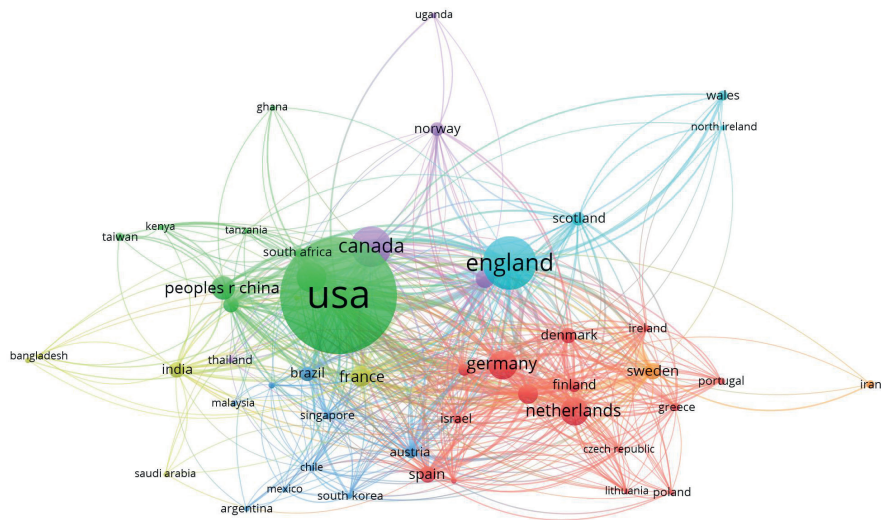 uganda
wales
ghana
norway
north ireland
scotland
kenya
tanzania
taiwan
south africa
canada
england
peoples r china
usa
denmark
ireland
bangladesh
thailand
india
brazil
france
germany
sweden
finland
portugal
iran
malaysia
singapore
israel
netherlands
greece
austria
czech republic
saudi arabia
chile
spain
mexico
south korea
lithuania
poland
argentina